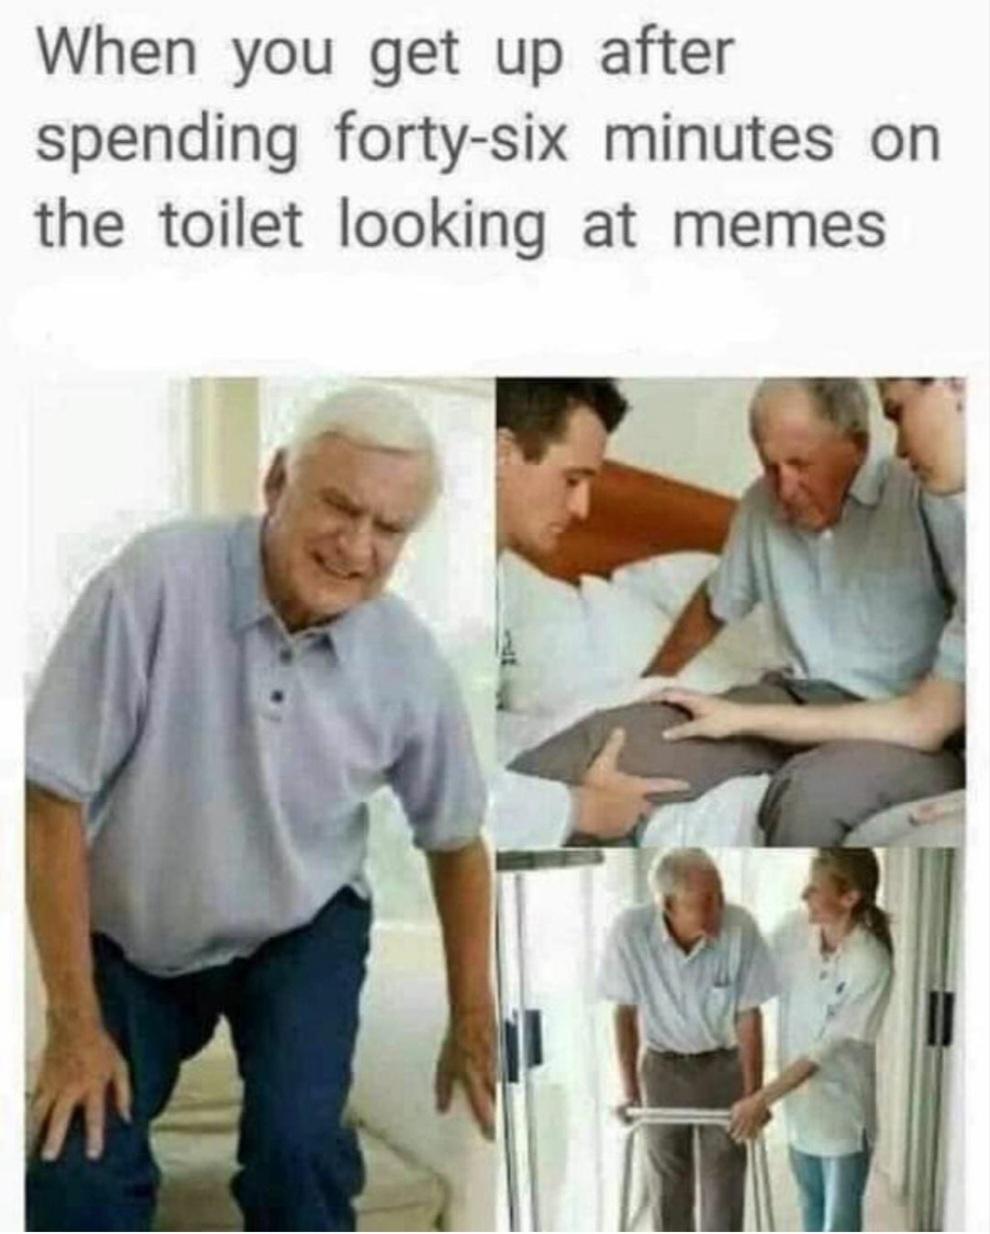 When you get up after
spending forty-six minutes on
the toilet looking at memes